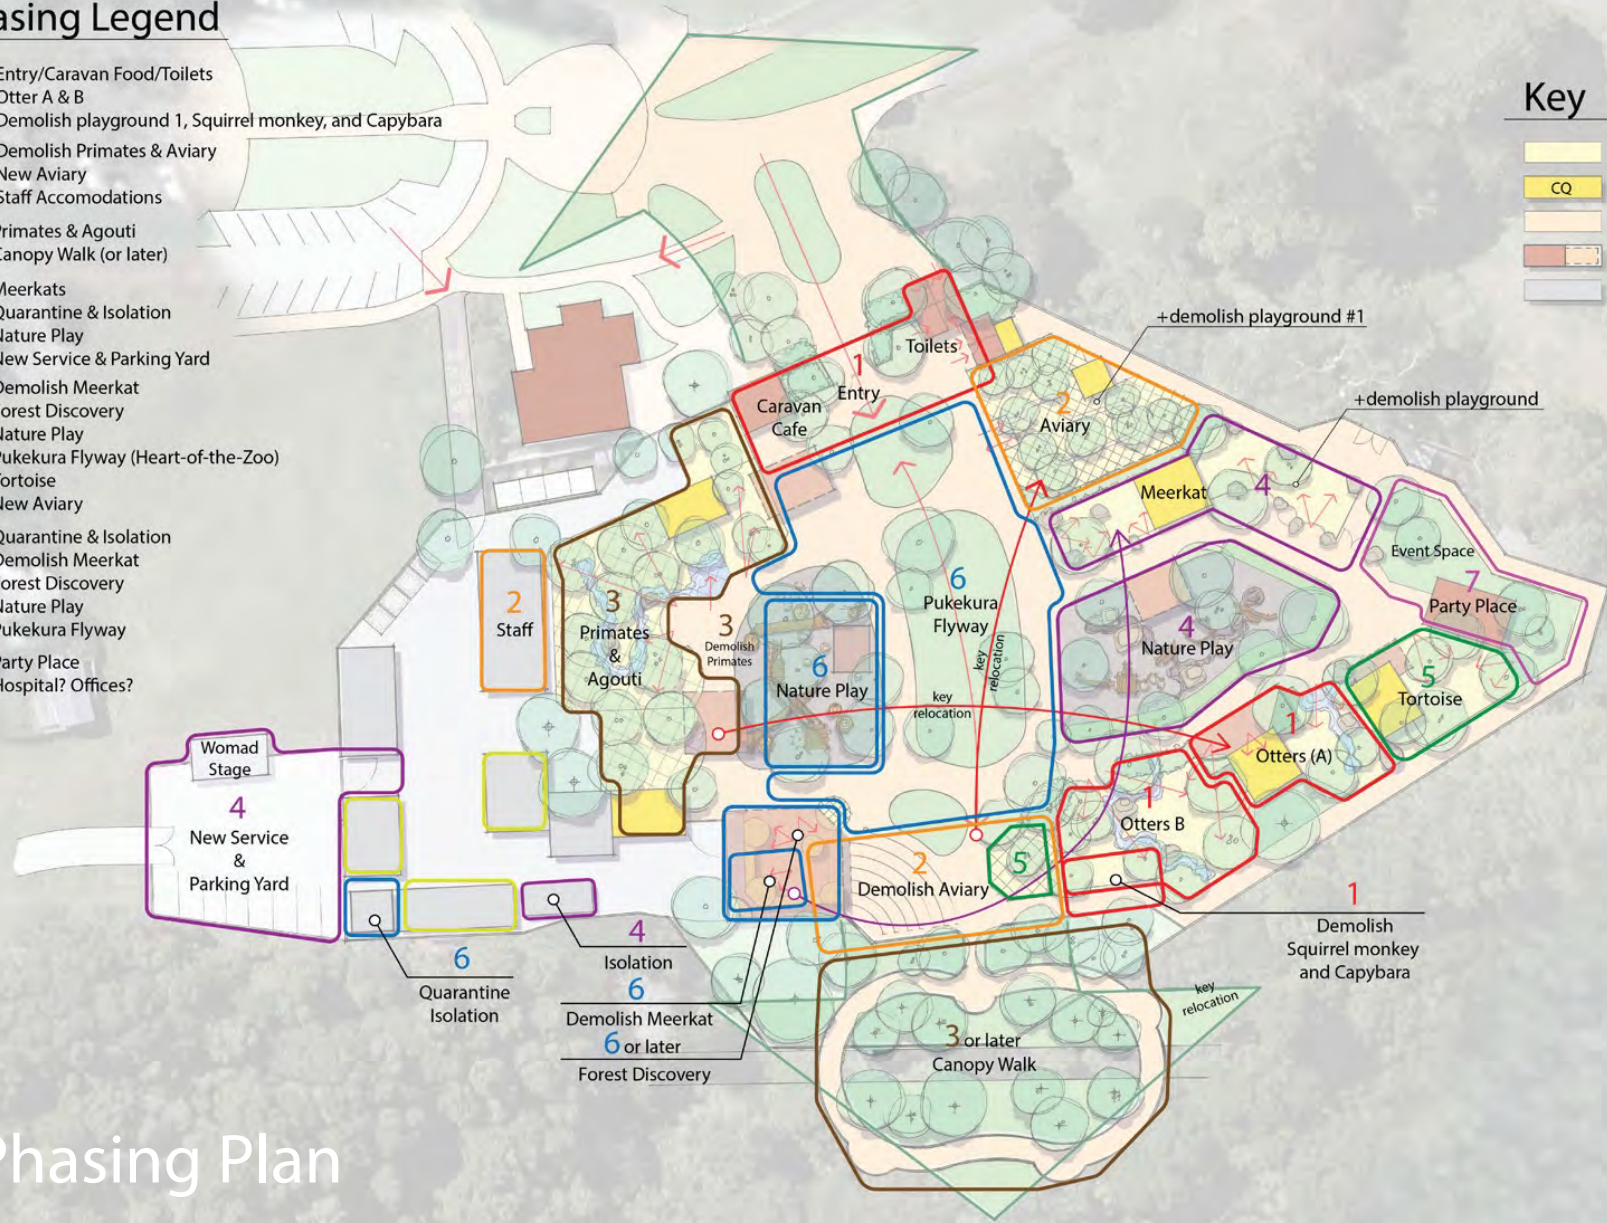 asing Legend
Entry/Caravan Food/Toilets
Otter A & B
Demolish playground 1, Squirrel monkey, and Capybara
Demolish Primates & Aviary
New Aviary
Staff Accomodations
Primates & Agouti
Canopy Walk (or later)
Meerkats
Quarantine & Isolation
Nature Play
New Service & Parking Yard
Demolish Meerkat
Forest Discovery
Nature Play
Pukekura Flyway (Heart-of-the-Zoo)
Tortoise
New Aviary
Quarantine & Isolation
Demolish Meerkat
Forest Discovery
Nature Play
Pukekura Flyway
Party Place
Hospital? Offices?
Key
CQ
+demolish playground #1
+demolish playground
Toilets
1
Entry
Caravan
Cafe
2
Aviary
Meerkat
4
Event Space
7
Party Place
2
Staff
3
Primates
&
Agouti
3
Demolish
Primates
6
Nature Play
6
Pukekura
Flyway
key
relocation
key
relocation
4
Nature Play
5
Tortoise
1
Otters (A)
1
Otters B
Womad
Stage
4
New Service
&
Parking Yard
2
Demolish Aviary
5
1
Demolish
Squirrel monkey
and Capybara
6
Quarantine
Isolation
4
Isolation
6
Demolish Meerkat
6 or later
Forest Discovery
key
relocation
3 or later
Canopy Walk
Phasing Plan